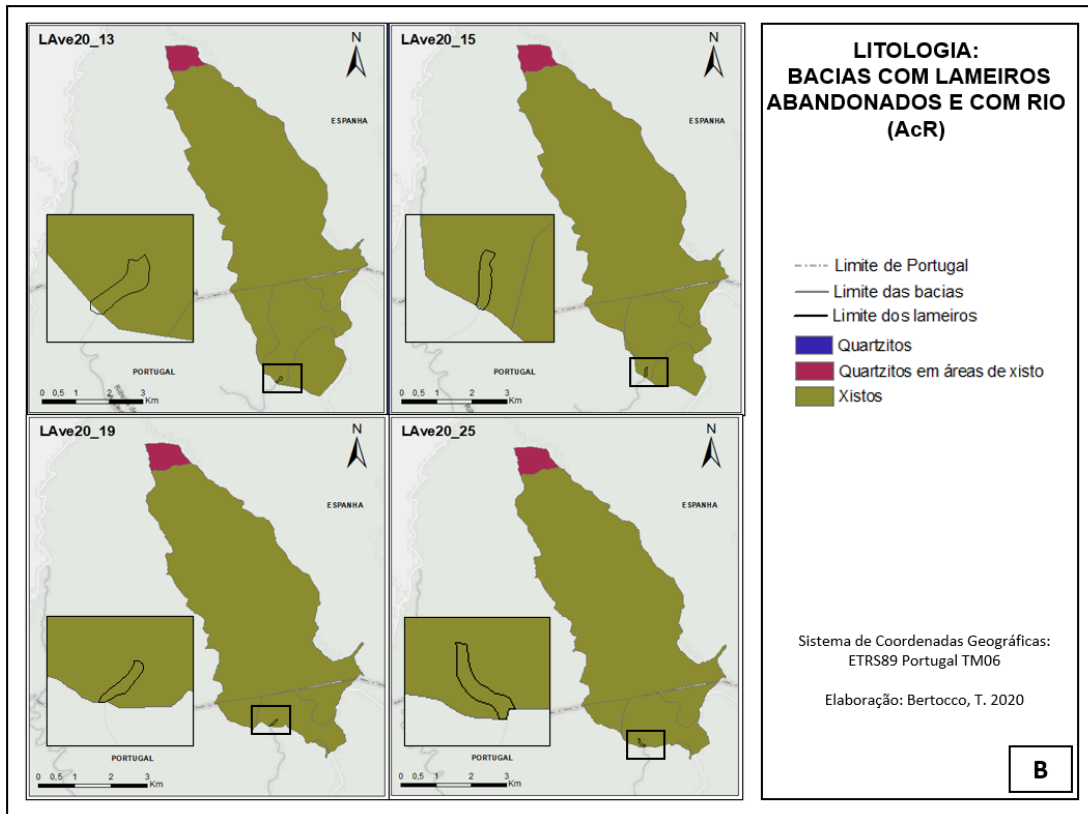 LAve20_13
N
ESPANHA
PORTUGAL
0 0,5 1 2 3
Km
LAve20_15
N
ESPANHA
PORTUGAL
0 0,5 1 2 3
Km
LAve20_19
N
ESPANHA
PORTUGAL
0 0,5 1 2 3
Km
LAve20_25
N
ESPANHA
PORTUGAL
0 0,5 1 2 3
Km
LITOLOGIA:
BACIAS COM LAMEIROS
ABANDONADOS E COM RIO
(AcR)
Limite de Portugal
Limite das bacias
Limite dos lameiros
Quartzitos
Quartzitos em áreas de xisto
Xistos
Sistema de Coordenadas Geográficas:
ETRS89 Portugal TM06
Elaboração: Bertocco, T. 2020
B